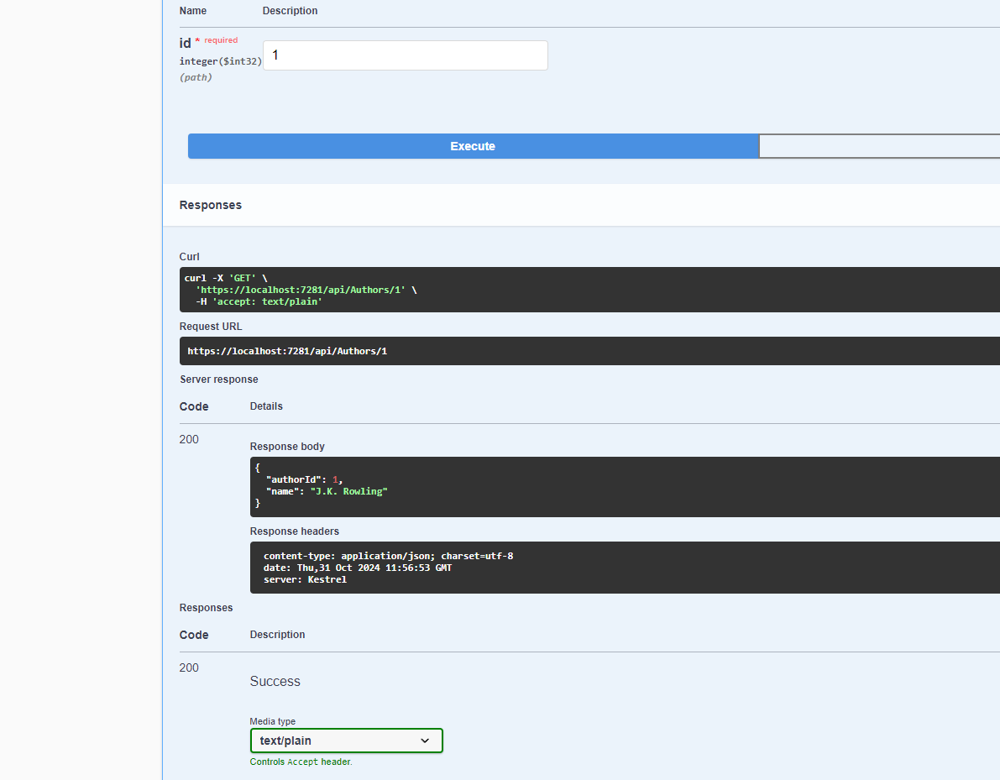 Name Description
id * required
integer($int32)
(path)
1
Execute
Responses
Curl
curl -X 'GET' \
  'https://localhost:7281/api/Authors/1' \
  -H 'accept: text/plain'
Request URL
https://localhost:7281/api/Authors/1
Server response
Code Details
200
Response body
{
  "authorId": 1,
  "name": "J.K. Rowling"
}
Response headers
content-type: application/json; charset=utf-8
date: Thu,31 Oct 2024 11:56:53 GMT
server: Kestrel
Responses
Code Description
200
Success
Media type
text/plain
Controls Accept header.